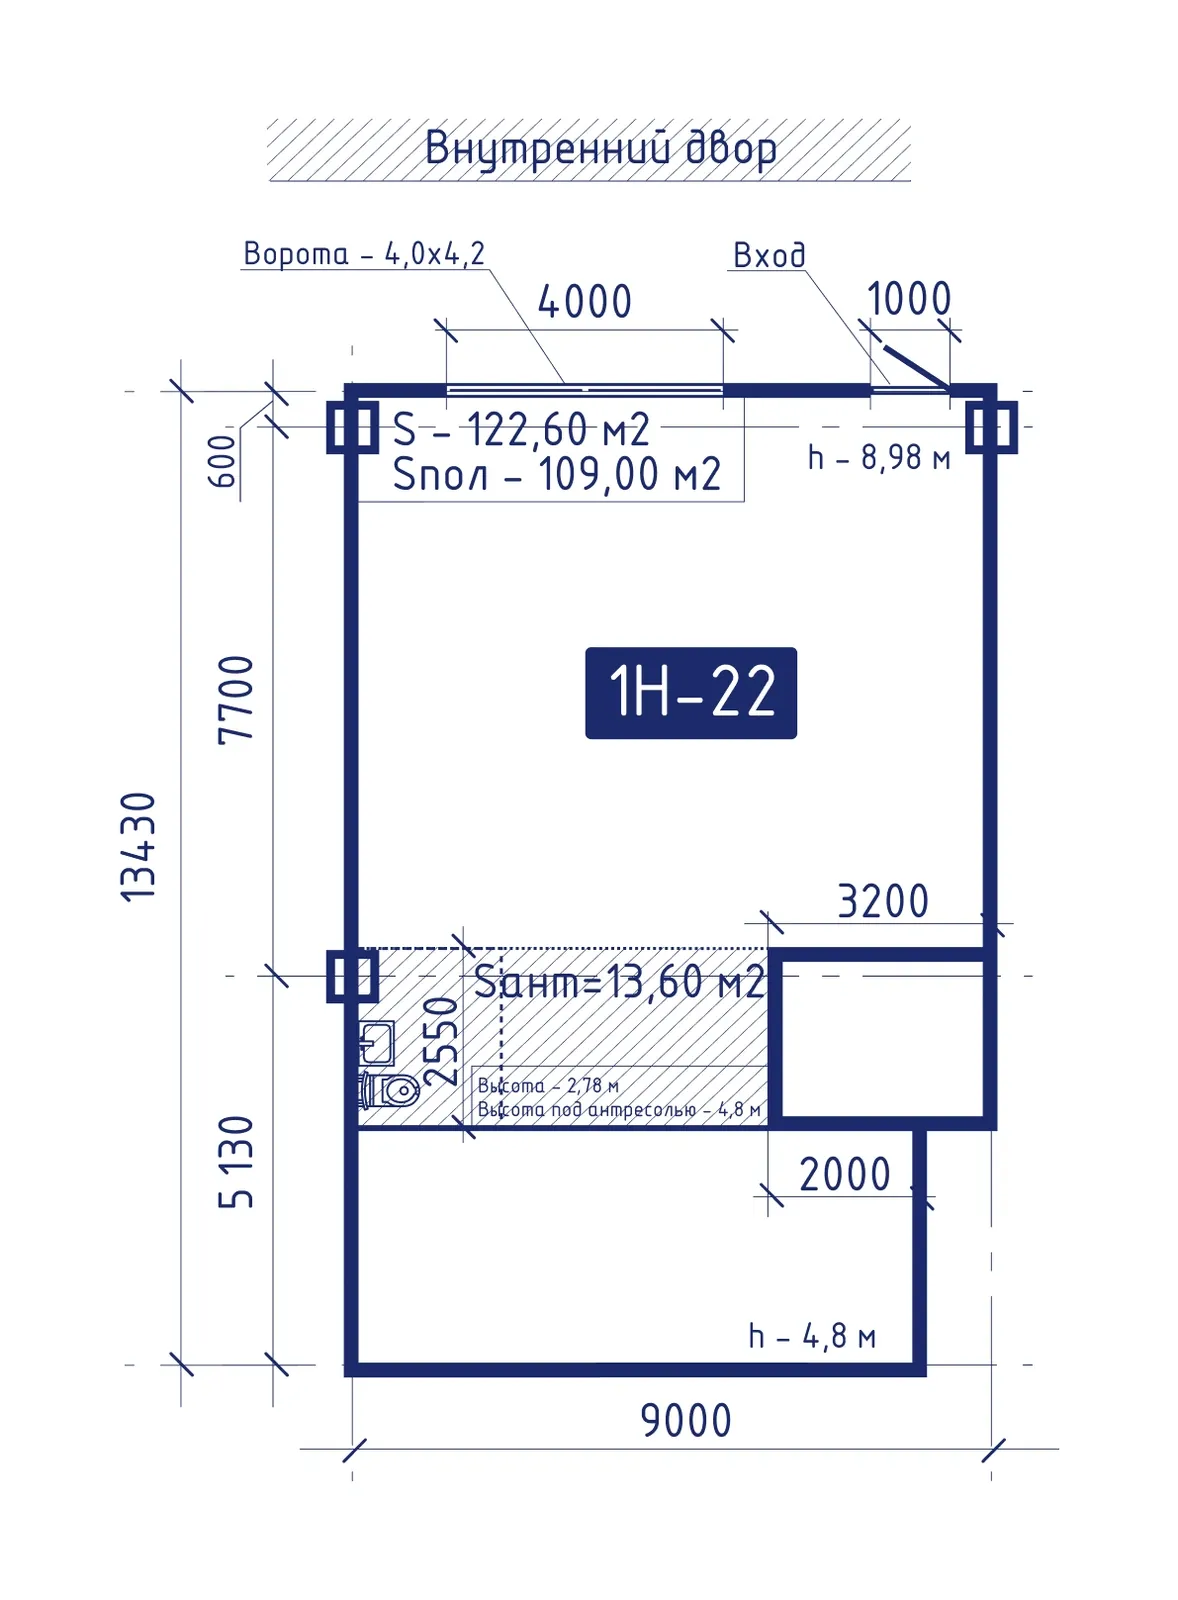 Внутренний двор
Ворота - 4,0х4,2
Вход
4000
1000
600
S - 122,60 м2
Sпол - 109,00 м2
h - 8,98 м
7700
1Н-22
13430
3200
Sант=13,60 м2
2550
Высота - 2,78 м
Высота под антресолью - 4,8 м
5 130
2000
h - 4,8 м
9000